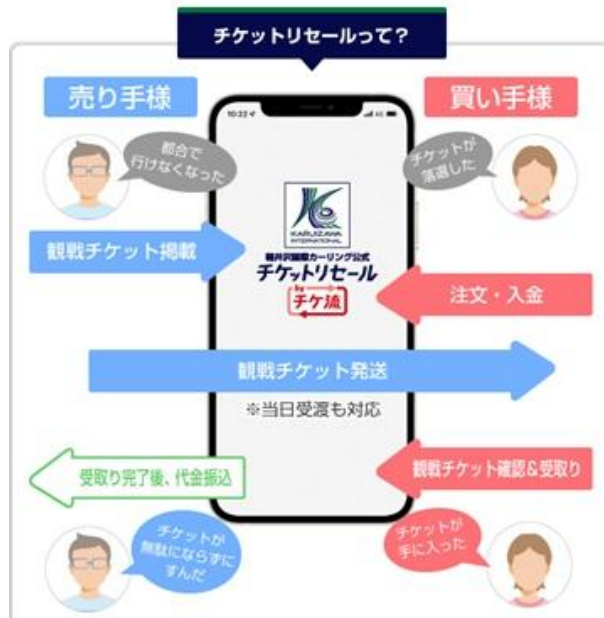 チケットリセールって？
売り手様
買い手様
10:22
4G
都合で
行けなくなった
チケットが
落選した
KARUIZAWA
INTERNATIONAL
軽井沢国際カーリング公式
チケットリセール
by
チケ流
観戦チケット掲載
注文・入金
観戦チケット発送
※当日受渡も対応
受取り完了後、代金振込
観戦チケット確認&受取り
チケットが
無駄にならずに
すんだ
チケットが
手に入った